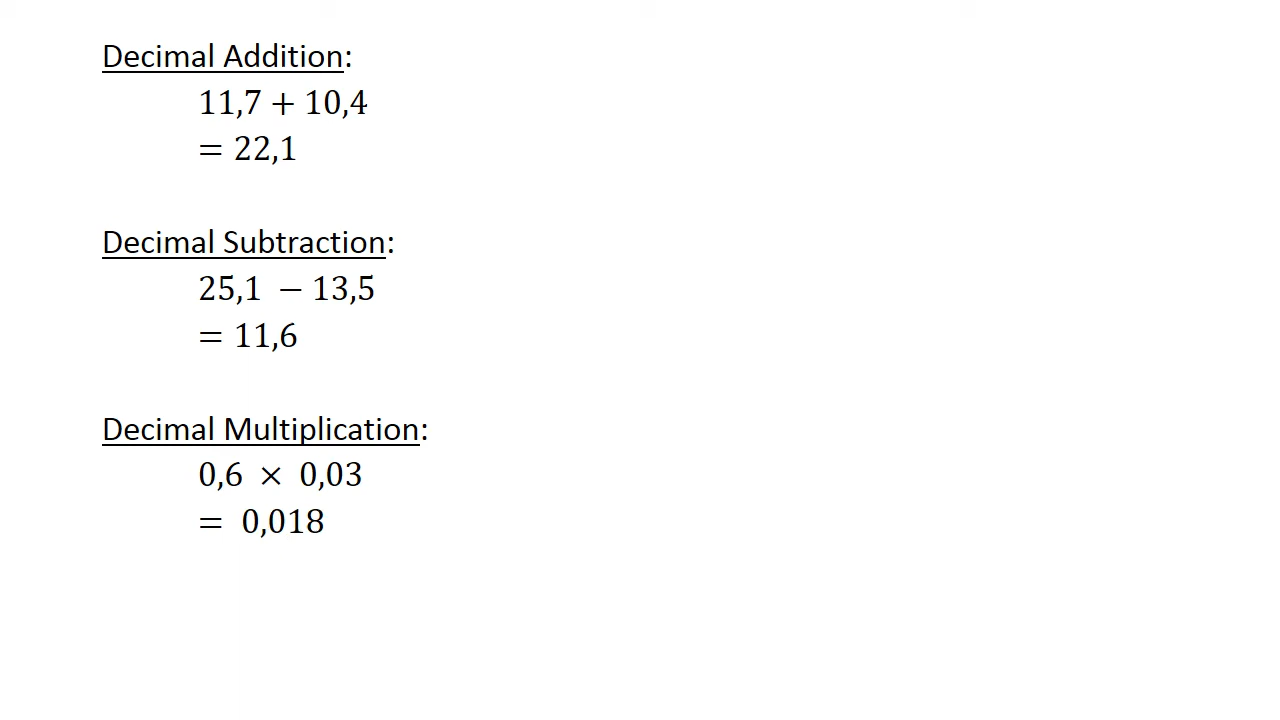 Decimal Addition:
11,7 + 10,4
= 22,1
Decimal Subtraction:
25,1 − 13,5
= 11,6
Decimal Multiplication:
0,6 × 0,03
= 0,018